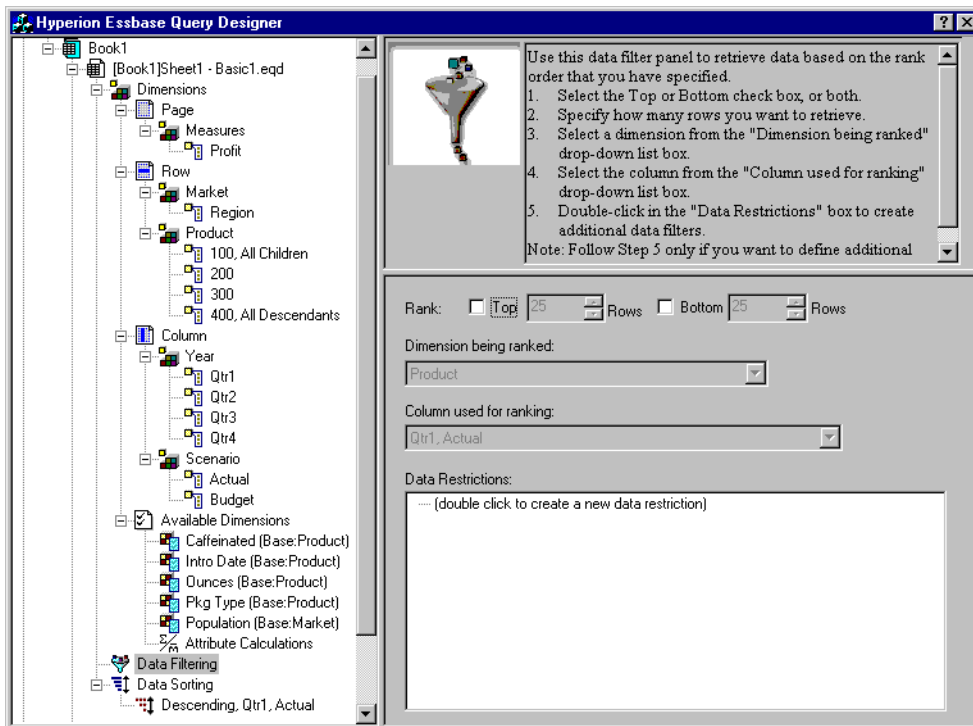 Hyperion Essbase Query Designer
Book1
[Book1]Sheet1 - Basic1.eqd
Dimensions
Page
Measures
Profit
Row
Market
Region
Product
100, All Children
200
300
400, All Descendants
Column
Year
Qtr1
Qtr2
Qtr3
Qtr4
Scenario
Actual
Budget
Available Dimensions
Caffeinated (Base:Product)
Intro Date (Base:Product)
Ounces (Base:Product)
Pkg Type (Base:Product)
Population (Base:Market)
Attribute Calculations
Data Filtering
Data Sorting
Descending, Qtr1, Actual
Use this data filter panel to retrieve data based on the rank
order that you have specified.
1. Select the Top or Bottom check box, or both.
2. Specify how many rows you want to retrieve.
3. Select a dimension from the "Dimension being ranked"
drop-down list box.
4. Select the column from the "Column used for ranking"
drop-down list box.
5. Double-click in the "Data Restrictions" box to create
additional data filters.
Note: Follow Step 5 only if you want to define additional
Rank: Top 25 Rows Bottom 25 Rows
Dimension being ranked:
Product
Column used for ranking:
Qtr1, Actual
Data Restrictions:
(double click to create a new data restriction)